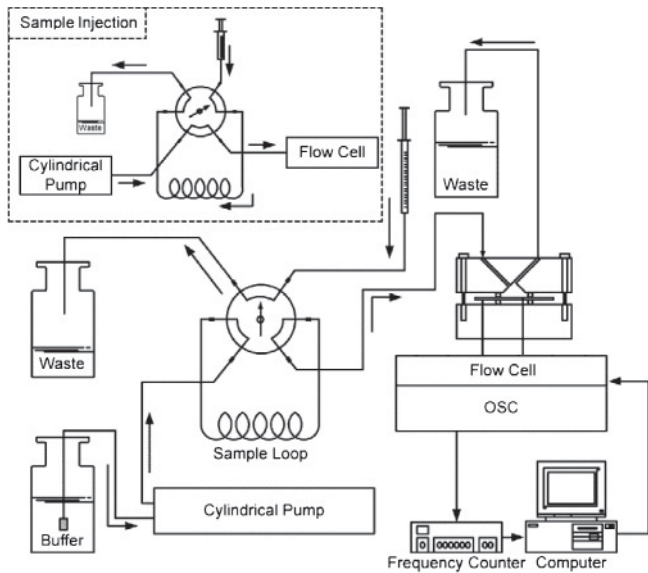 Sample Injection
Waste
Cylindrical
Pump
Flow Cell
Waste
Waste
Flow Cell
OSC
Sample Loop
Buffer
Cylindrical Pump
Frequency Counter
Computer